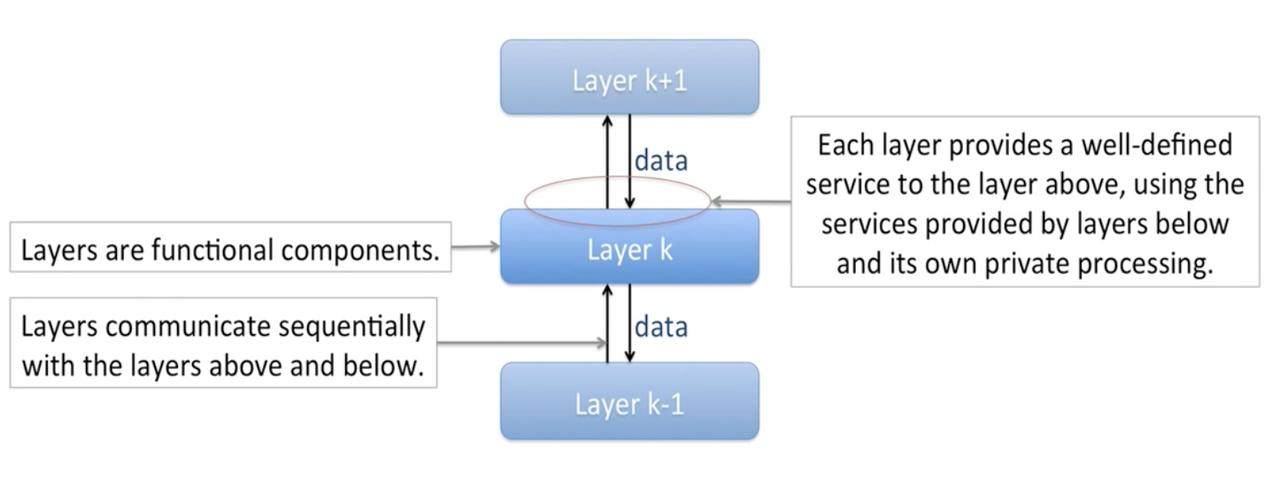 Layer k+1
data
Each layer provides a well-defined
service to the layer above, using the
services provided by layers below
and its own private processing.
Layers are functional components.
Layer k
Layers communicate sequentially
with the layers above and below.
data
Layer k-1